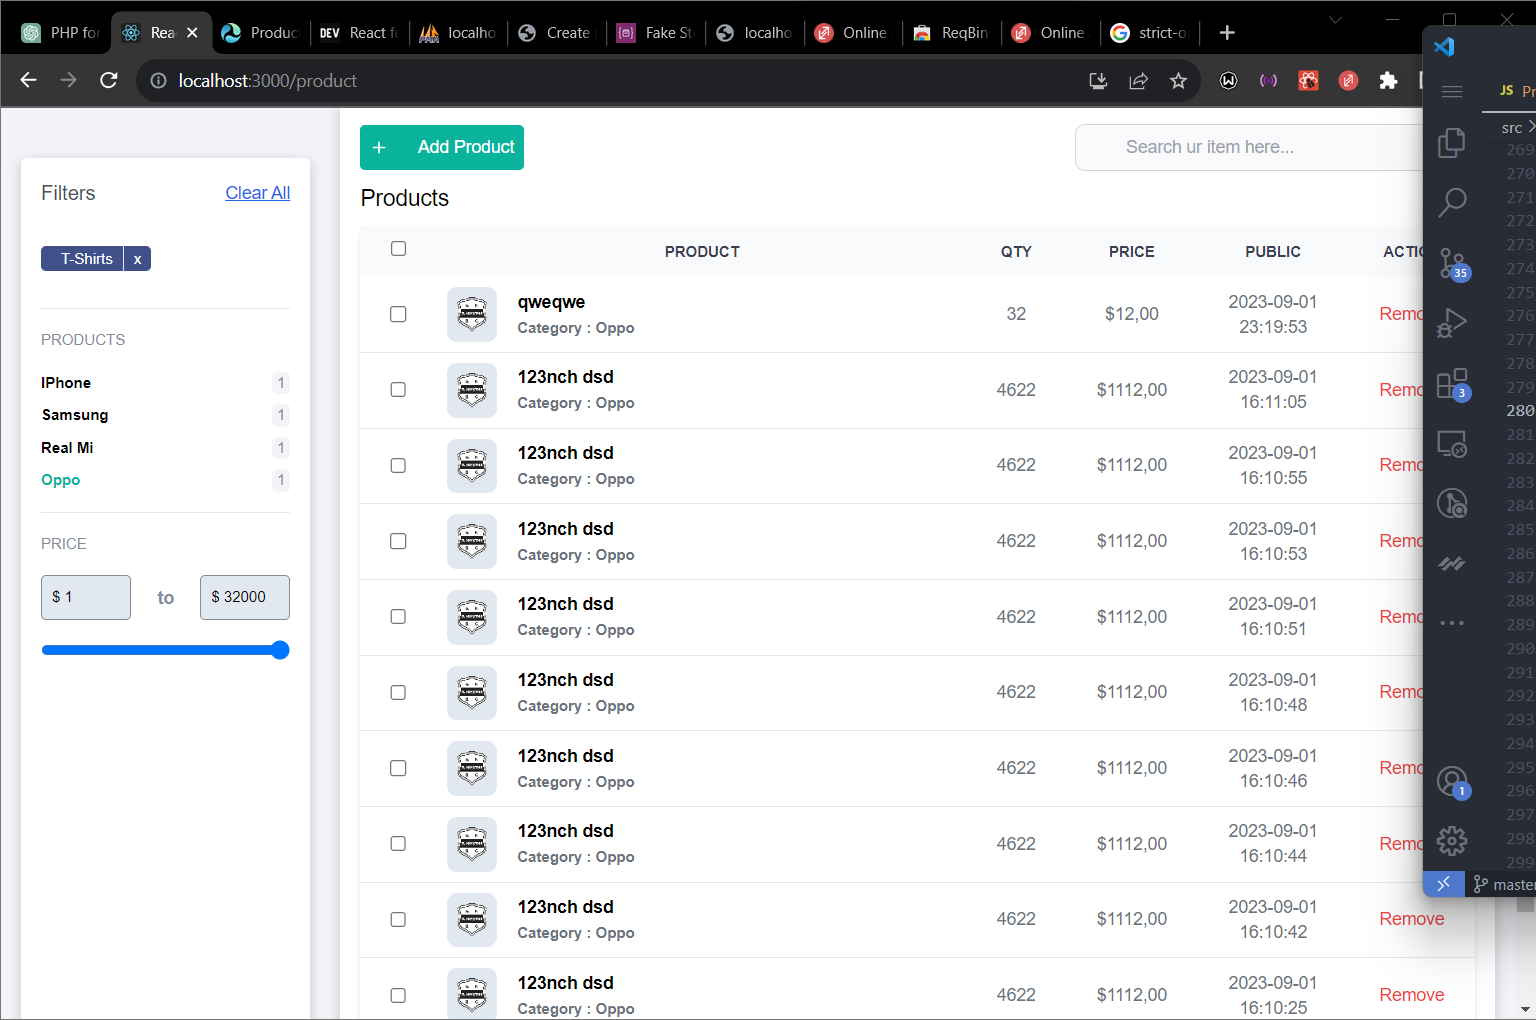 PHP for
Rea
Produc
DEV
React fo
localho
Create
Fake St
localho
Online
ReqBin
Online
strict-o
localhost:3000/product
JS Pr
src
Add Product
Search ur item here...
Filters
Clear All
T-Shirts x
PRODUCTS
IPhone 1
Samsung 1
Real Mi 1
Oppo 1
PRICE
$ 1 to $ 32000
Products
PRODUCT QTY PRICE PUBLIC ACTIO
qweqwe
Category : Oppo
32 $12,00 2023-09-01
23:19:53
Remo
123nch dsd
Category : Oppo
4622 $1112,00 2023-09-01
16:11:05
Remo
123nch dsd
Category : Oppo
4622 $1112,00 2023-09-01
16:10:55
Remo
123nch dsd
Category : Oppo
4622 $1112,00 2023-09-01
16:10:53
Remo
123nch dsd
Category : Oppo
4622 $1112,00 2023-09-01
16:10:51
Remo
123nch dsd
Category : Oppo
4622 $1112,00 2023-09-01
16:10:48
Remo
123nch dsd
Category : Oppo
4622 $1112,00 2023-09-01
16:10:46
Remo
123nch dsd
Category : Oppo
4622 $1112,00 2023-09-01
16:10:44
Remo
123nch dsd
Category : Oppo
4622 $1112,00 2023-09-01
16:10:42
Remove
123nch dsd
Category : Oppo
4622 $1112,00 2023-09-01
16:10:25
Remove
35
3
1
269
270
271
272
273
274
275
276
277
278
279
280
281
282
283
284
285
286
287
288
289
290
291
292
293
294
295
296
297
298
299
master